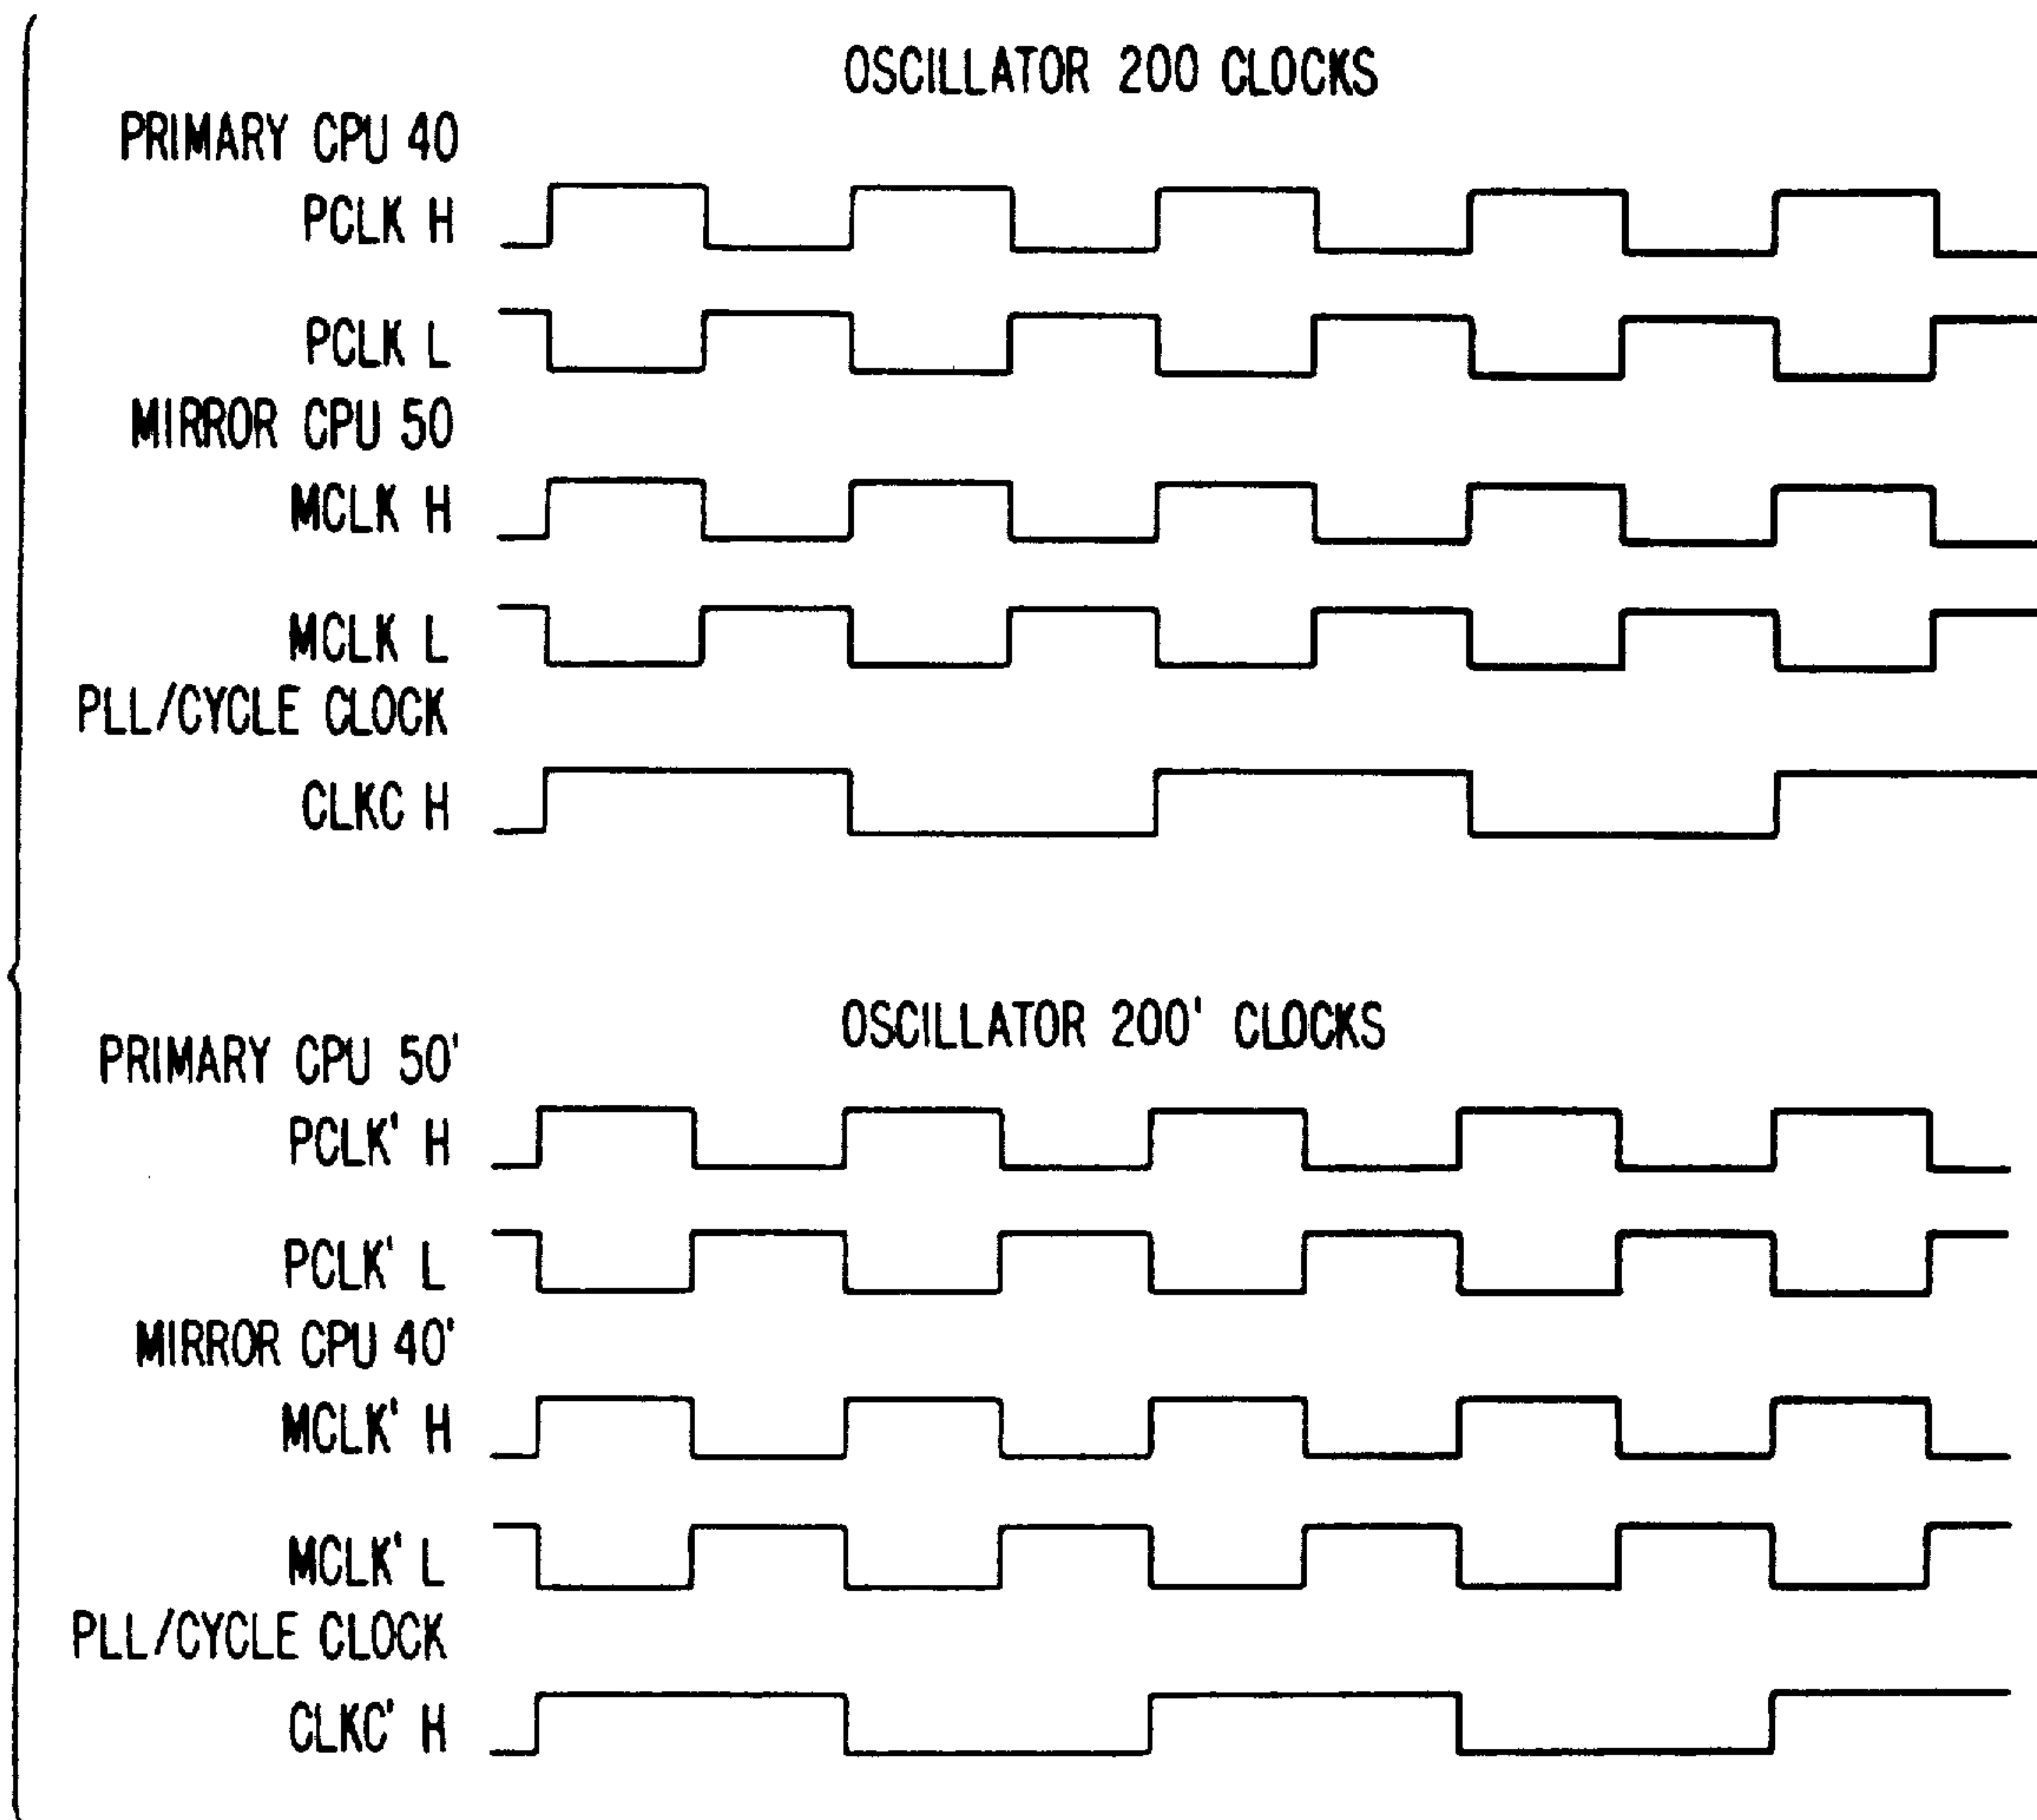 OSCILLATOR 200 CLOCKS
PRIMARY CPU 40
PCLK H
PCLK L
MIRROR CPU 50
MCLK H
MCLK L
PLL/CYCLE CLOCK
CLKC H
OSCILLATOR 200' CLOCKS
PRIMARY CPU 50'
PCLK' H
PCLK' L
MIRROR CPU 40'
MCLK' H
MCLK' L
PLL/CYCLE CLOCK
CLKC' H